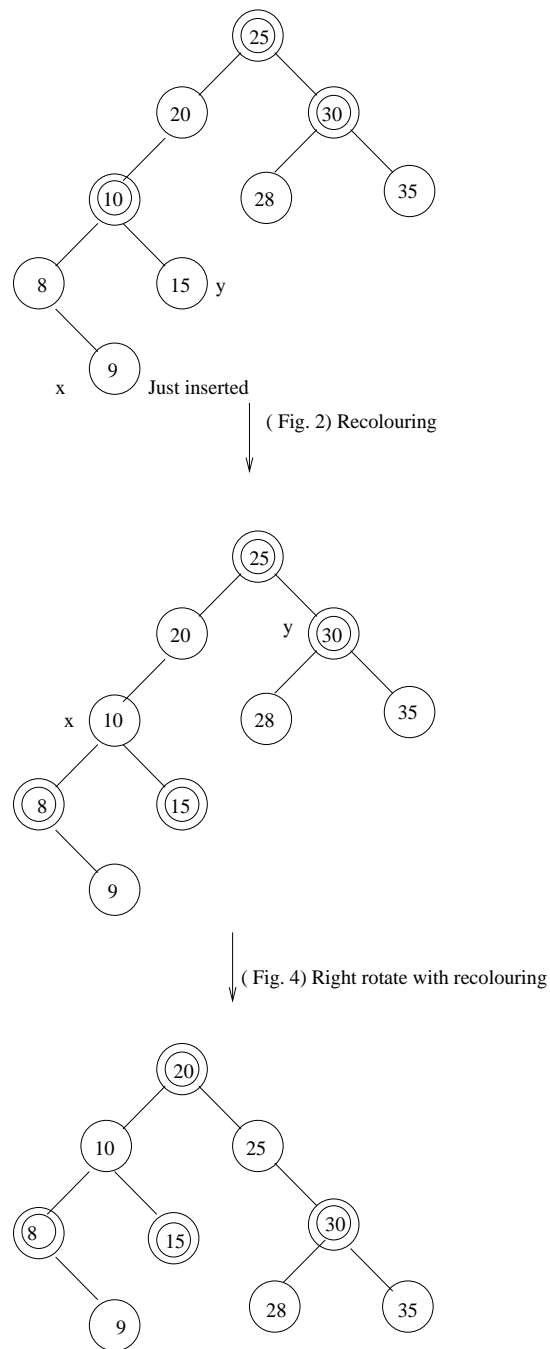 25
20 30
10 28 35
8 15 y
x 9 Just inserted
( Fig. 2) Recolouring
25
20 y 30
x 10 28 35
8 15
9
( Fig. 4) Right rotate with recolouring
20
10 25
8 15 30
9 28 35